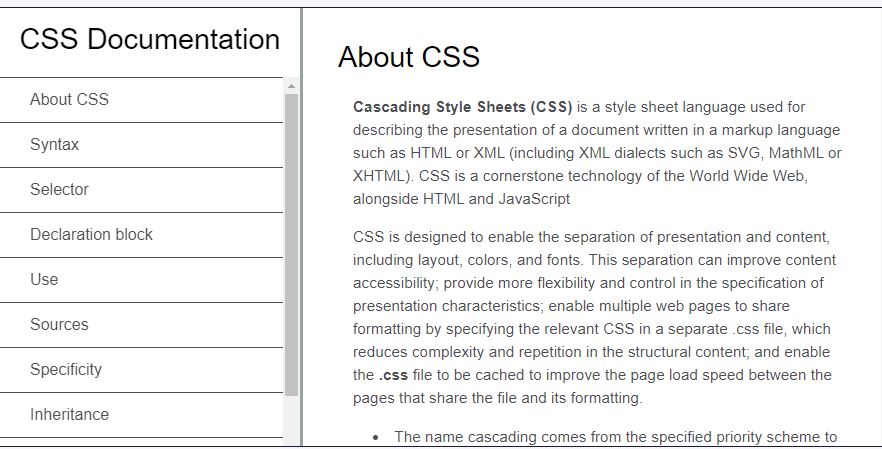 CSS Documentation
About CSS
Syntax
Selector
Declaration block
Use
Sources
Specificity
Inheritance
About CSS
Cascading Style Sheets (CSS) is a style sheet language used for
describing the presentation of a document written in a markup language
such as HTML or XML (including XML dialects such as SVG, MathML or
XHTML). CSS is a cornerstone technology of the World Wide Web,
alongside HTML and JavaScript
CSS is designed to enable the separation of presentation and content,
including layout, colors, and fonts. This separation can improve content
accessibility; provide more flexibility and control in the specification of
presentation characteristics; enable multiple web pages to share
formatting by specifying the relevant CSS in a separate .css file, which
reduces complexity and repetition in the structural content; and enable
the .css file to be cached to improve the page load speed between the
pages that share the file and its formatting.
• The name cascading comes from the specified priority scheme to